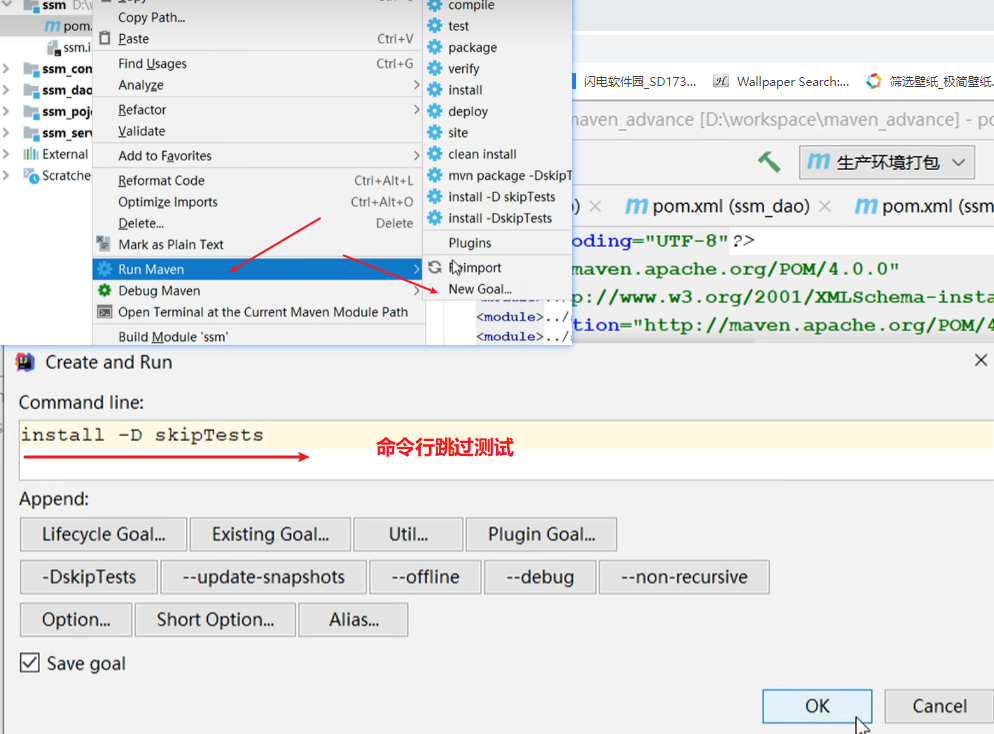 ssm D:\
pom.
ssm.i
ssm_con
ssm_dao
ssm_poj
ssm_serv
External
Scratche
Copy Path...
Paste Ctrl+V
Find Usages Ctrl+G
Analyze
Refactor
Validate
Add to Favorites
Reformat Code Ctrl+Alt+L
Optimize Imports Ctrl+Alt+O
Delete... Delete
Mark as Plain Text
Run Maven
Debug Maven
Open Terminal at the Current Maven Module Path
Build Module 'ssm'
compile
test
package
verify
install
deploy
site
clean install
mvn package -DskipT
install -D skipTests
install -DskipTests
Plugins
import
New Goal...
<module>../
<module>../
闪电软件园_SD173...
Wallpaper Search:...
筛选壁纸_极简壁纸
maven_advance [D:\workspace\maven_advance] - po
生产环境打包
pom.xml (ssm_dao)
pom.xml (ssm
oding="UTF-8"?>
maven.apache.org/POM/4.0.0"
p://www.w3.org/2001/XMLSchema-insta
tion="http://maven.apache.org/POM/4
Create and Run
Command line:
install -D skipTests
命令行跳过测试
Append:
Lifecycle Goal... Existing Goal... Util... Plugin Goal...
-DskipTests --update-snapshots --offline --debug --non-recursive
Option... Short Option... Alias...
Save goal
OK Cancel